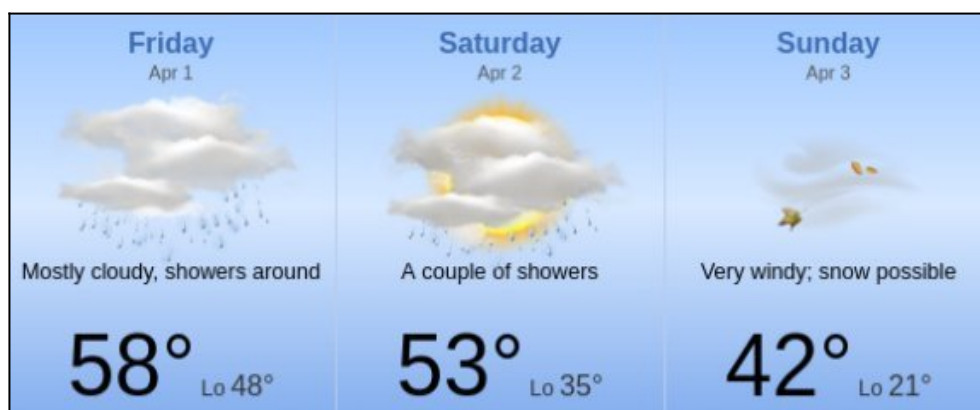 Friday
Apr 1
Mostly cloudy, showers around
58° Lo 48°
Saturday
Apr 2
A couple of showers
53° Lo 35°
Sunday
Apr 3
Very windy; snow possible
42° Lo 21°